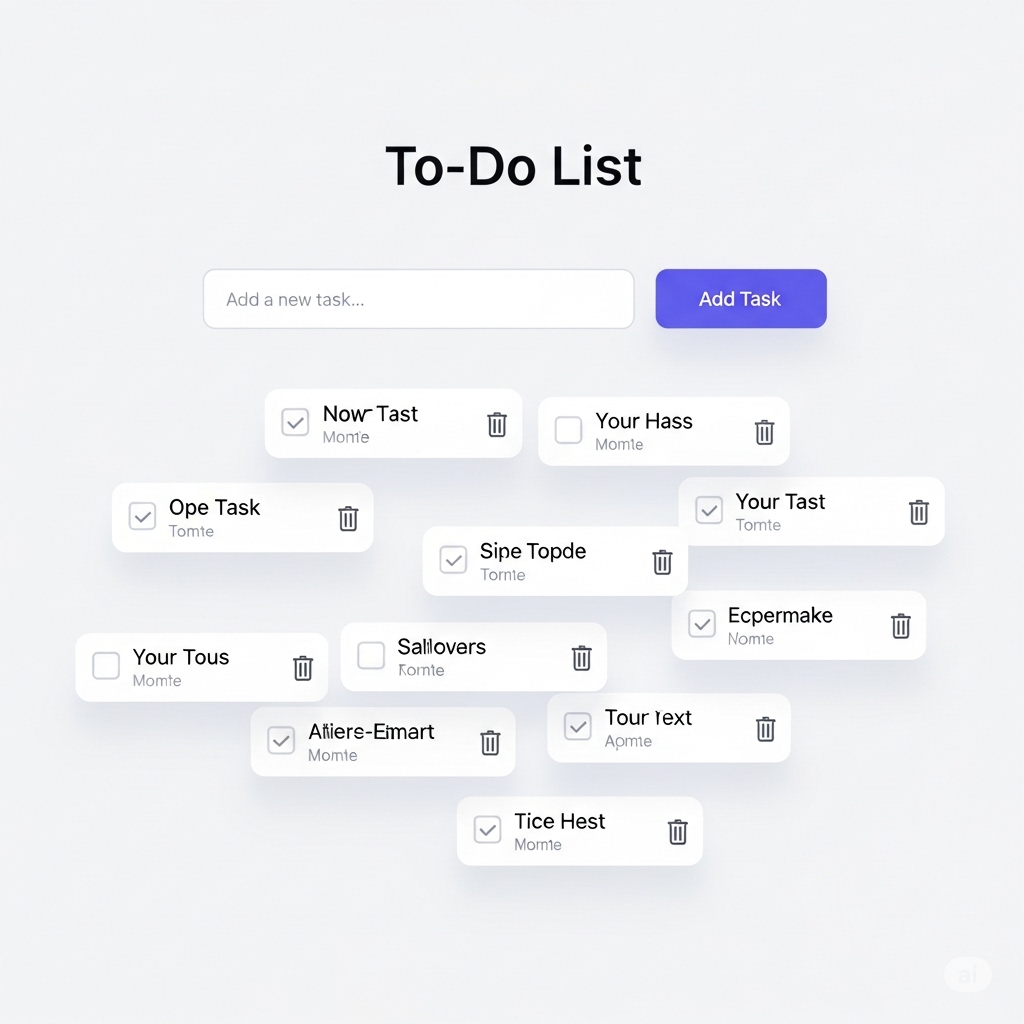 To-Do List
Add a new task...
Add Task
Now Tast
Momte
Your Hass
Momte
Your Tast
Tomte
Ope Task
Tomte
Sipe Topde
Tomte
Ecpermake
Nomte
Sallovers
Komte
Your Tous
Momte
Tour Text
Apmte
Afiiers-Eimart
Momte
Tice Hest
Momte
ai